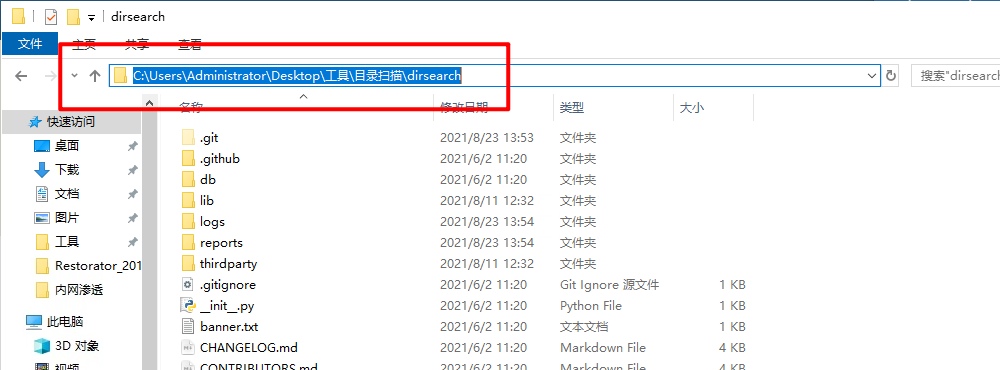 dirsearch
文件 主页 共享 查看
C:\Users\Administrator\Desktop\工具\目录扫描\dirsearch
搜索"dirsearch
名称 修改日期 类型 大小
快速访问
桌面
下载
文档
图片
工具
Restorator_201
内网渗透
此电脑
3D 对象
视频
.git 2021/8/23 13:53 文件夹
.github 2021/6/2 11:20 文件夹
db 2021/6/2 11:20 文件夹
lib 2021/8/11 12:32 文件夹
logs 2021/8/23 13:54 文件夹
reports 2021/8/23 13:54 文件夹
thirdparty 2021/8/11 12:32 文件夹
.gitignore 2021/6/2 11:20 Git Ignore 源文件 1 KB
__init__.py 2021/6/2 11:20 Python File 1 KB
banner.txt 2021/6/2 11:20 文本文档 1 KB
CHANGELOG.md 2021/6/2 11:20 Markdown File 4 KB
CONTRIBUTORS.md 2021/6/2 11:20 Markdown File 4 KB